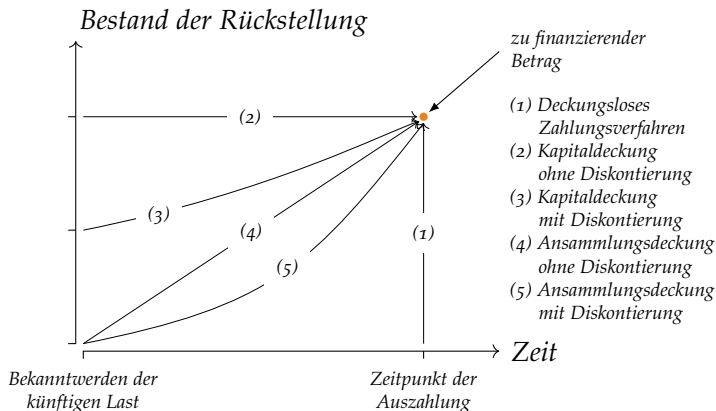 Bestand der Rückstellung
zu finanzierender
Betrag
(1) Deckungsloses
Zahlungsverfahren
(2) Kapitaldeckung
ohne Diskontierung
(3) Kapitaldeckung
mit Diskontierung
(4) Ansammlungsdeckung
ohne Diskontierung
(5) Ansammlungsdeckung
mit Diskontierung
(2)
(3)
(4)
(1)
(5)
Zeit
Bekanntwerden der
künftigen Last
Zeitpunkt der
Auszahlung